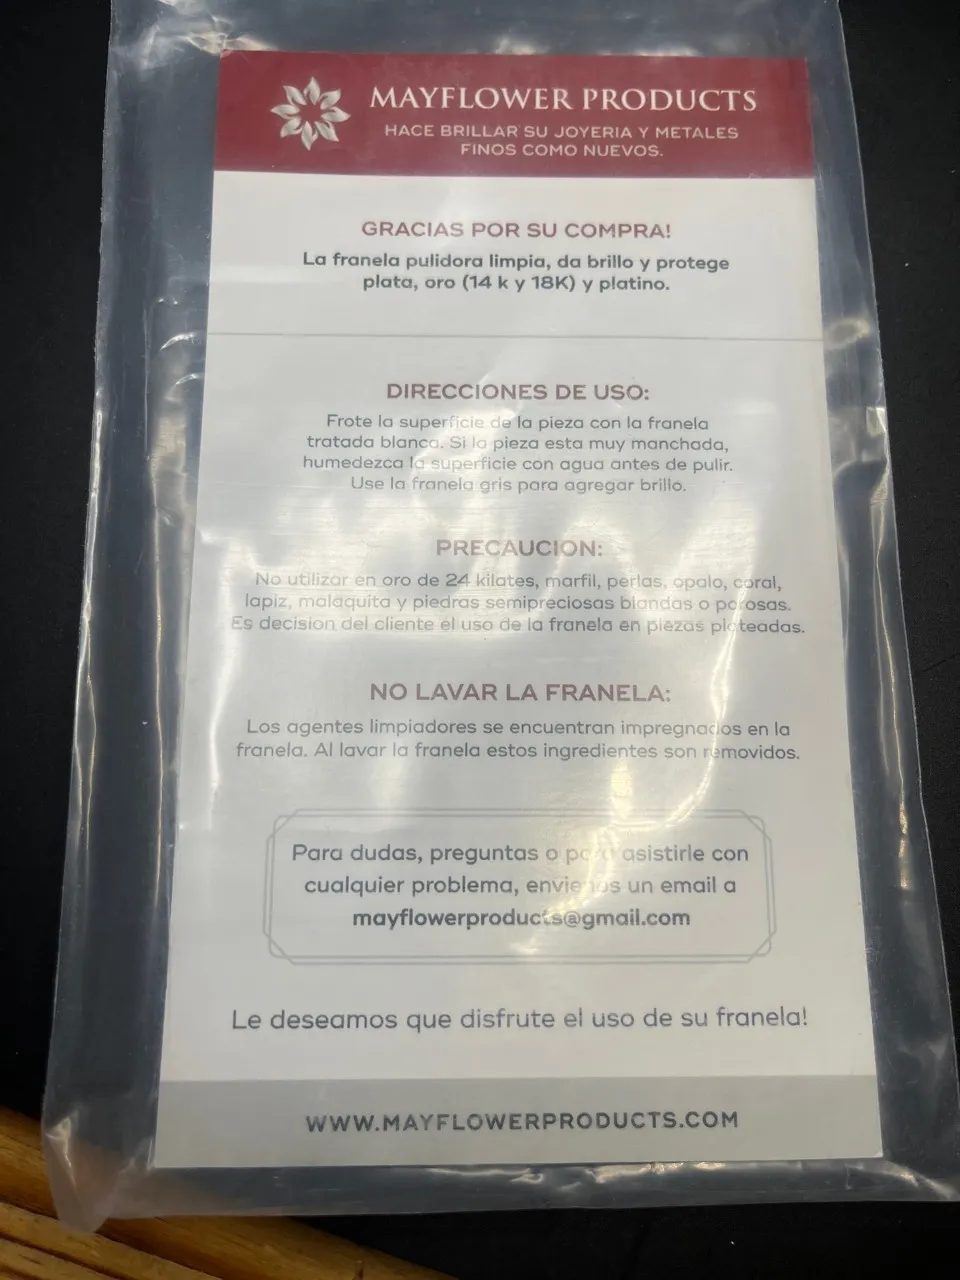 MAYFLOWER PRODUCTS
HACE BRILLAR SU JOYERIA Y METALES
FINOS COMO NUEVOS.
GRACIAS POR SU COMPRA!
La franela pulidora limpia, da brillo y protege
plata, oro (14 k y 18K) y platino.
DIRECCIONES DE USO:
Frote la superficie de la pieza con la franela
tratada blanca. Si la pieza esta muy manchada,
humedezca la superficie con agua antes de pulir.
Use la franela gris para agregar brillo.
PRECAUCION:
No utilizar en oro de 24 kilates, marfil, perlas, opalo, coral,
lapiz, malaquita y piedras semipreciosas blandas o porosas.
Es decision del cliente el uso de la franela en piezas plateadas.
NO LAVAR LA FRANELA:
Los agentes limpiadores se encuentran impregnados en la
franela. Al lavar la franela estos ingredientes son removidos.
Para dudas, preguntas o para asistirle con
cualquier problema, envienos un email a
mayflowerproducts@gmail.com
Le deseamos que disfrute el uso de su franela!
WWW.MAYFLOWERPRODUCTS.COM